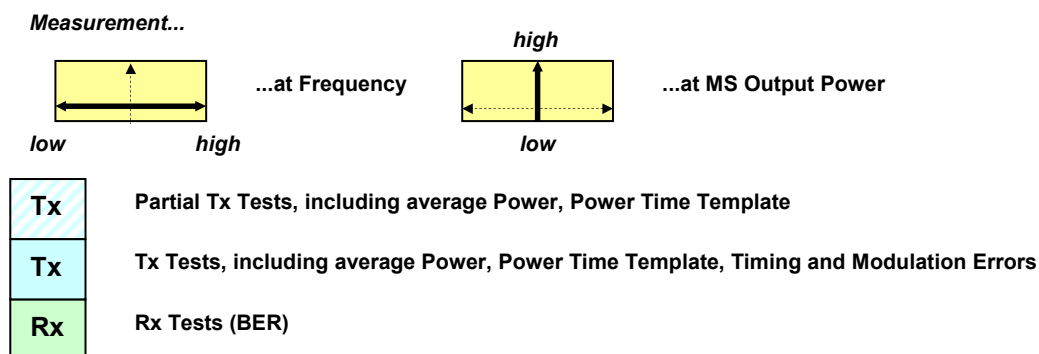 Measurement...
high
...at Frequency
...at MS Output Power
low
high
low
Tx
Partial Tx Tests, including average Power, Power Time Template
Tx
Tx Tests, including average Power, Power Time Template, Timing and Modulation Errors
Rx
Rx Tests (BER)